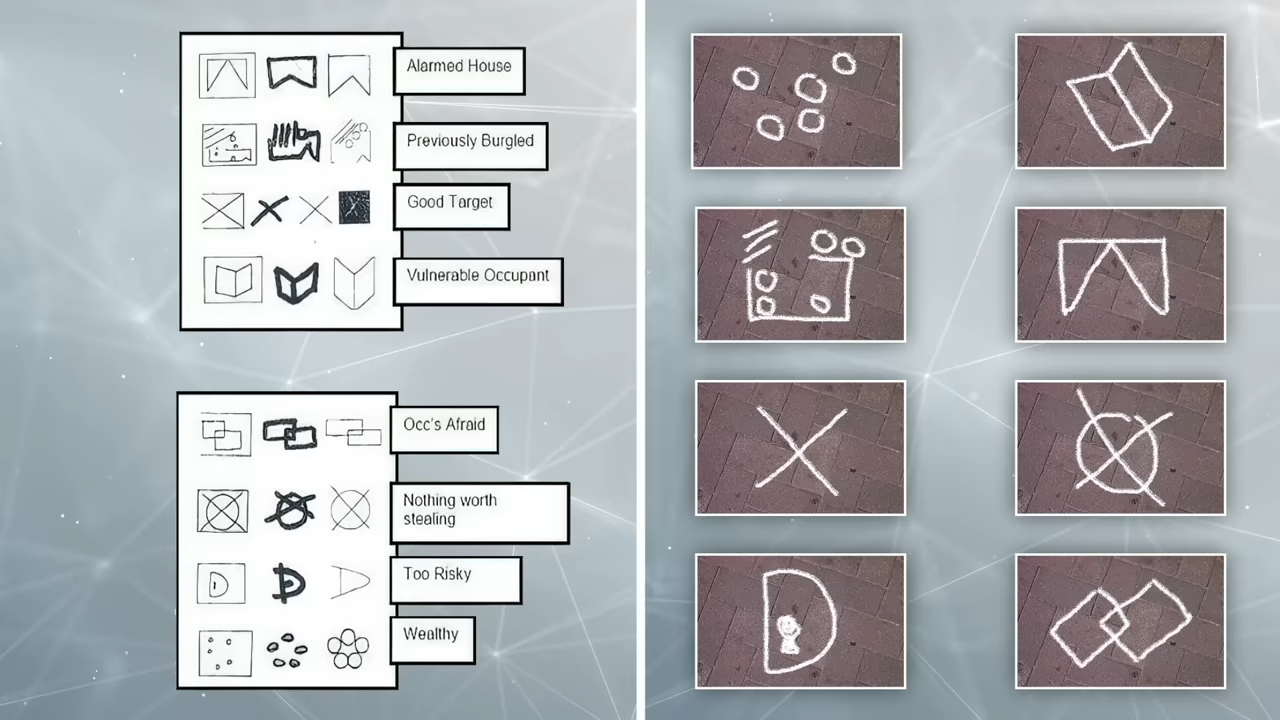 Alarmed House
Previously Burgled
Good Target
Vulnerable Occupant
Occ's Afraid
Nothing worth
stealing
Too Risky
Wealthy